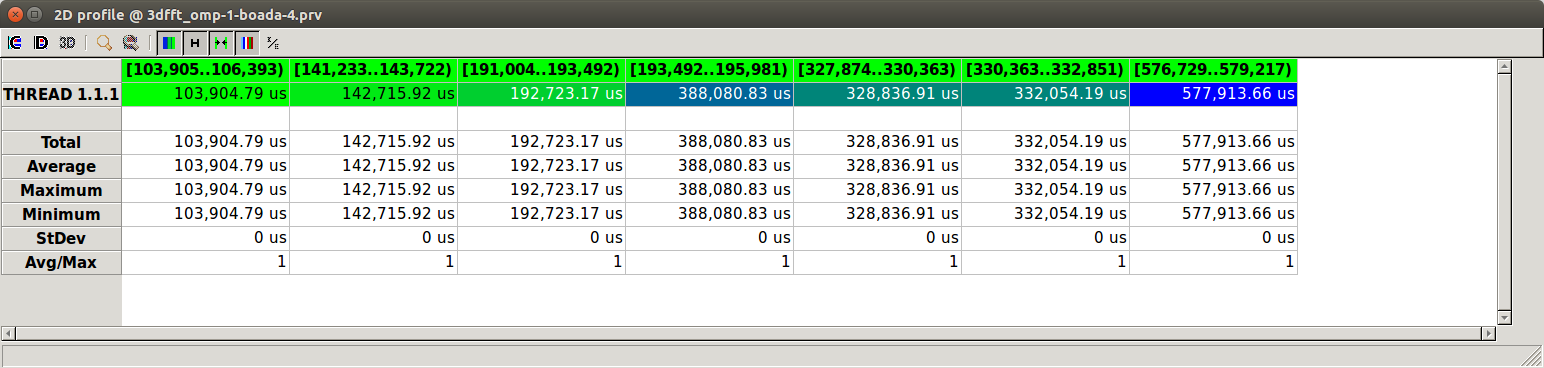 2D profile @ 3dfft_omp-1-boada-4.prv
3D
[103,905..106,393) [141,233..143,722) [191,004..193,492) [193,492..195,981) [327,874..330,363) [330,363..332,851) [576,729..579,217)
THREAD 1.1.1 103,904.79 us 142,715.92 us 192,723.17 us 388,080.83 us 328,836.91 us 332,054.19 us 577,913.66 us
Total 103,904.79 us 142,715.92 us 192,723.17 us 388,080.83 us 328,836.91 us 332,054.19 us 577,913.66 us
Average 103,904.79 us 142,715.92 us 192,723.17 us 388,080.83 us 328,836.91 us 332,054.19 us 577,913.66 us
Maximum 103,904.79 us 142,715.92 us 192,723.17 us 388,080.83 us 328,836.91 us 332,054.19 us 577,913.66 us
Minimum 103,904.79 us 142,715.92 us 192,723.17 us 388,080.83 us 328,836.91 us 332,054.19 us 577,913.66 us
StDev 0 us 0 us 0 us 0 us 0 us 0 us 0 us
Avg/Max 1 1 1 1 1 1 1